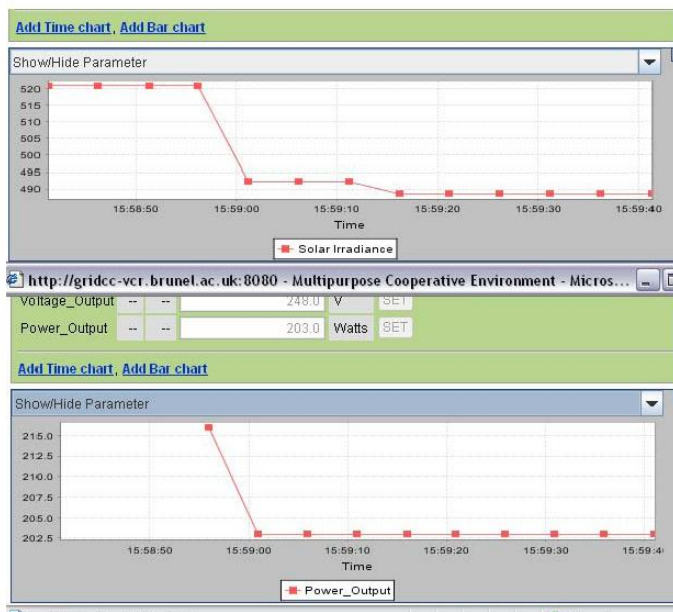 Add Time chart, Add Bar chart
Show/Hide Parameter
520
515
510
505
500
495
490
15:58:50 15:59:00 15:59:10 15:59:20 15:59:30 15:59:40
Time
Solar Irradiance
http://gridcc-vcr.brunel.ac.uk:8080 - Multipurpose Cooperative Environment - Micros...
Voltage_Output -- -- 248.0 V SET
Power_Output -- -- 203.0 Watts SET
Add Time chart, Add Bar chart
Show/Hide Parameter
215.0
212.5
210.0
207.5
205.0
202.5
15:58:50 15:59:00 15:59:10 15:59:20 15:59:30 15:59:4
Time
Power_Output